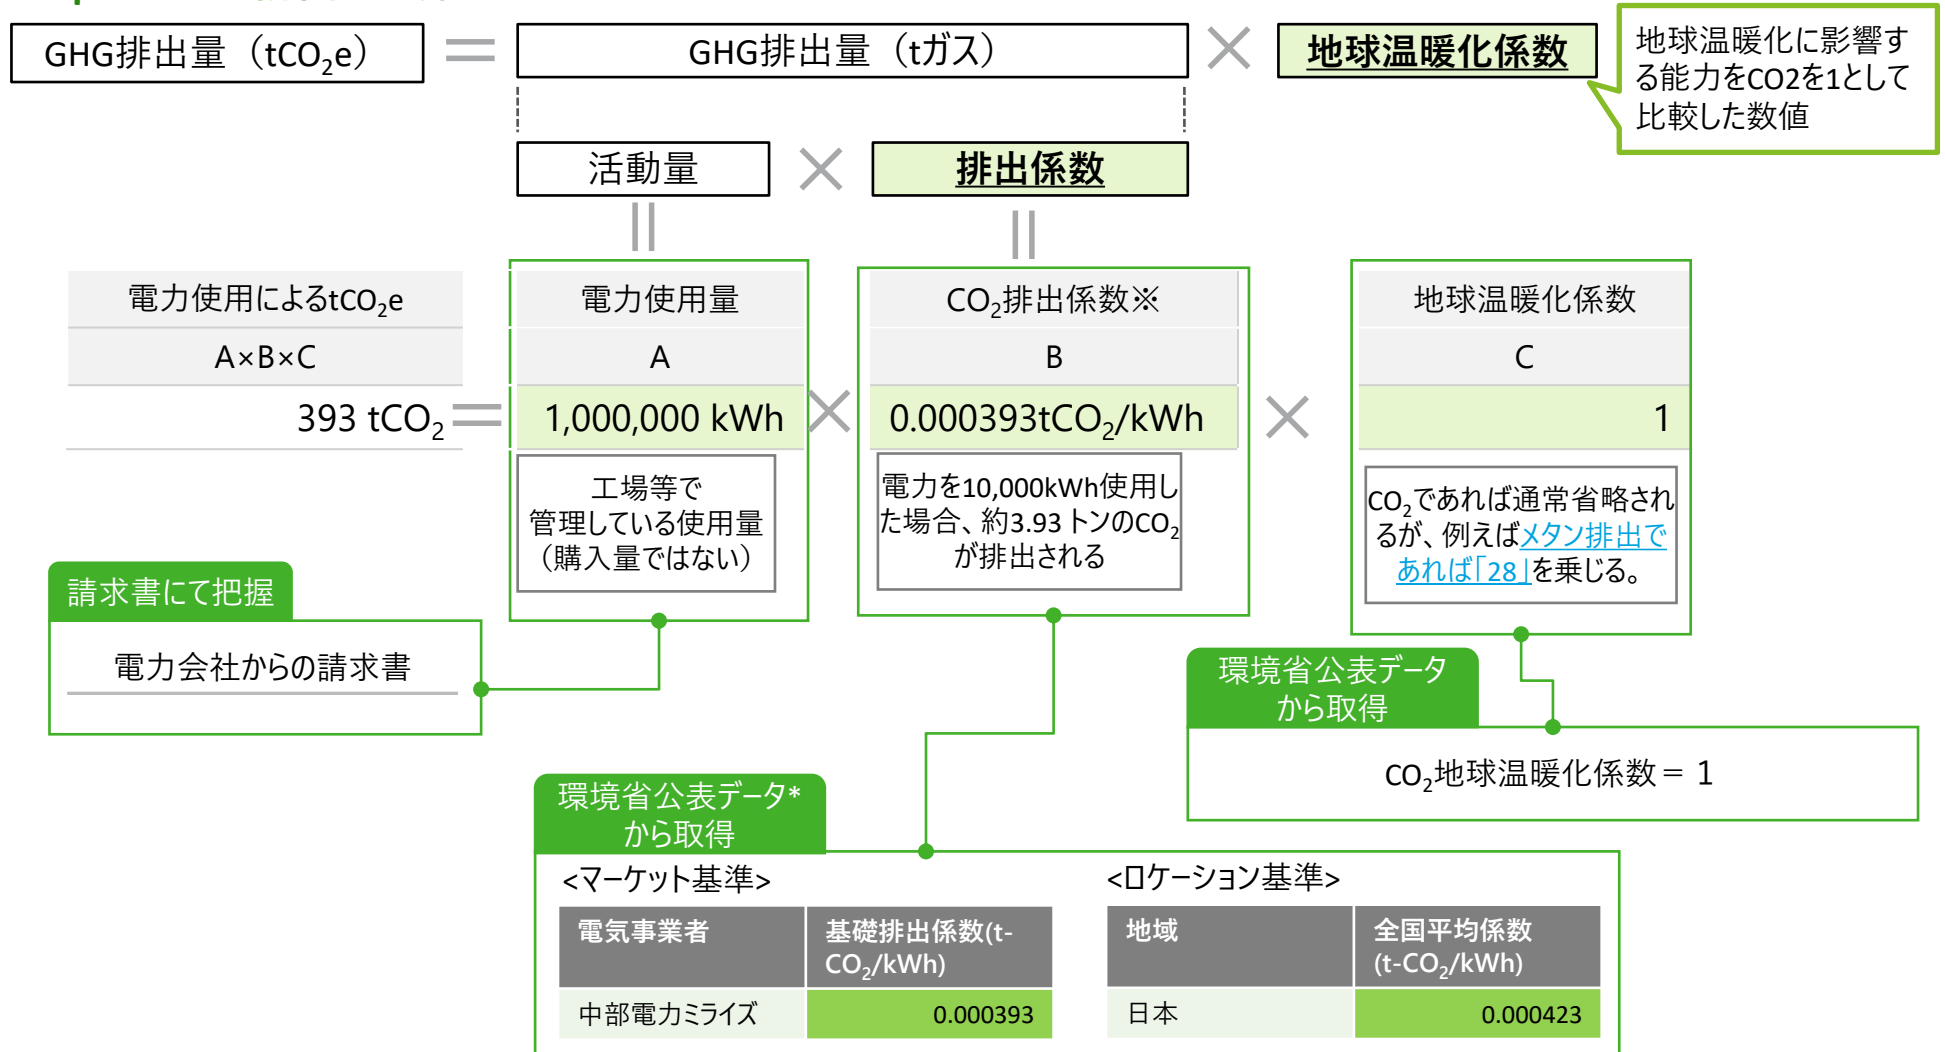 GHG排出量（tCO₂e）
＝
GHG排出量（tガス）
×
地球温暖化係数
地球温暖化に影響す
る能力をCO2を1として
比較した数値
活動量
×
排出係数
電力使用によるtCO₂e
A×B×C
393 tCO₂
＝
電力使用量
A
1,000,000 kWh
×
CO₂排出係数※
B
0.000393tCO₂/kWh
×
地球温暖化係数
C
1
工場等で
管理している使用量
（購入量ではない）
電力を10,000kWh使用し
た場合、約3.93 トンのCO₂
が排出される
CO₂であれば通常省略され
るが、例えばメタン排出で
あれば「28」を乗じる。
請求書にて把握
電力会社からの請求書
環境省公表データ
から取得
CO₂地球温暖化係数＝ 1
環境省公表データ*
から取得
<マーケット基準>
電気事業者
基礎排出係数(t-
CO₂/kWh)
中部電力ミライズ
0.000393
<ロケーション基準>
地域
全国平均係数
(t-CO₂/kWh)
日本
0.000423